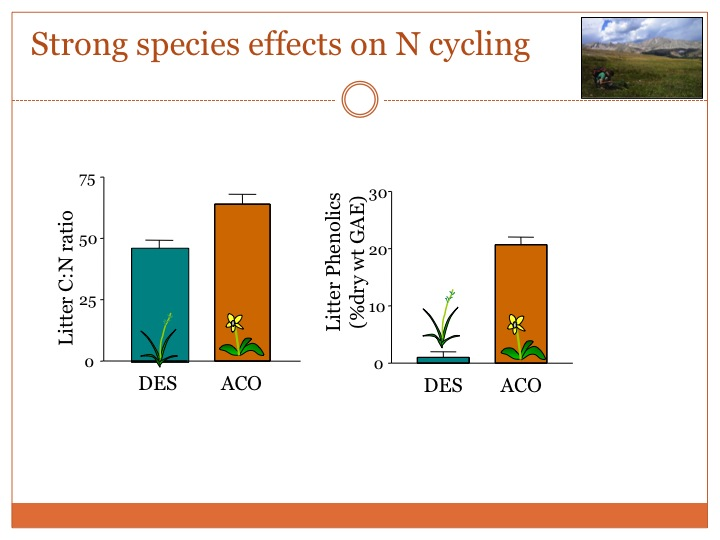 Strong species effects on N cycling
Litter C:N ratio
75
50
25
0
DES ACO
Litter Phenolics
(%dry wt GAE)
30
20
10
0
DES ACO